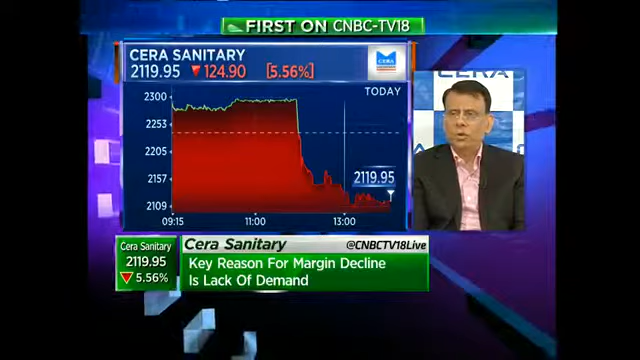 FIRST ON CNBC-TV18
CERA SANITARY
2119.95 ▼ 124.90 [5.56%]
CERA
TODAY
2300
2253
2205
2157
2109
2119.95
09:15 11:00 13:00
CERA
Cera Sanitary
2119.95
▼ 5.56%
Cera Sanitary @CNBCTV18Live
Key Reason For Margin Decline
Is Lack Of Demand